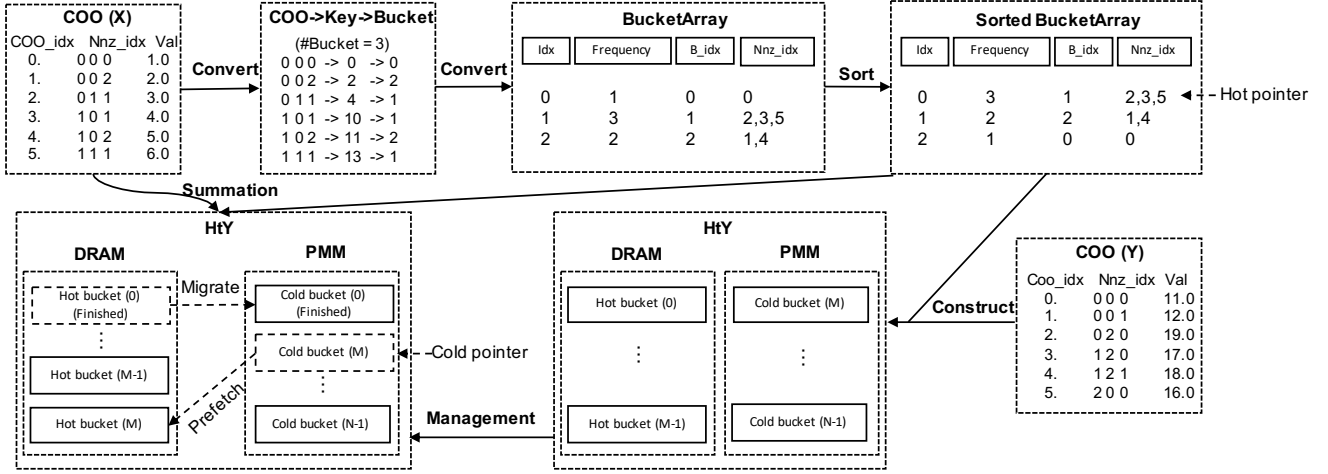 COO (X)
COO_idx Nnz_idx Val
0. 0 0 0 1.0
1. 0 0 2 2.0
2. 0 1 1 3.0
3. 1 0 1 4.0
4. 1 0 2 5.0
5. 1 1 1 6.0
Convert
COO->Key->Bucket
(#Bucket = 3)
0 0 0 -> 0 -> 0
0 0 2 -> 2 -> 2
0 1 1 -> 4 -> 1
1 0 1 -> 10 -> 1
1 0 2 -> 11 -> 2
1 1 1 -> 13 -> 1
Convert
BucketArray
Idx Frequency B_idx Nnz_idx
0 1 0 0
1 3 1 2,3,5
2 2 2 1,4
Sort
Sorted BucketArray
Idx Frequency B_idx Nnz_idx
0 3 1 2,3,5
1 2 2 1,4
2 1 0 0
Hot pointer
Summation
HtY
DRAM
Hot bucket (0)
(Finished)
⋮
Hot bucket (M-1)
Hot bucket (M)
Migrate
Prefetch
PMM
Cold bucket (0)
(Finished)
Cold bucket (M)
⋮
Cold bucket (N-1)
Cold pointer
Management
HtY
DRAM
Hot bucket (0)
⋮
Hot bucket (M-1)
PMM
Cold bucket (M)
⋮
Cold bucket (N-1)
Construct
COO (Y)
Coo_idx Nnz_idx Val
0. 0 0 0 11.0
1. 0 0 1 12.0
2. 0 2 0 19.0
3. 1 2 0 17.0
4. 1 2 1 18.0
5. 2 0 0 16.0